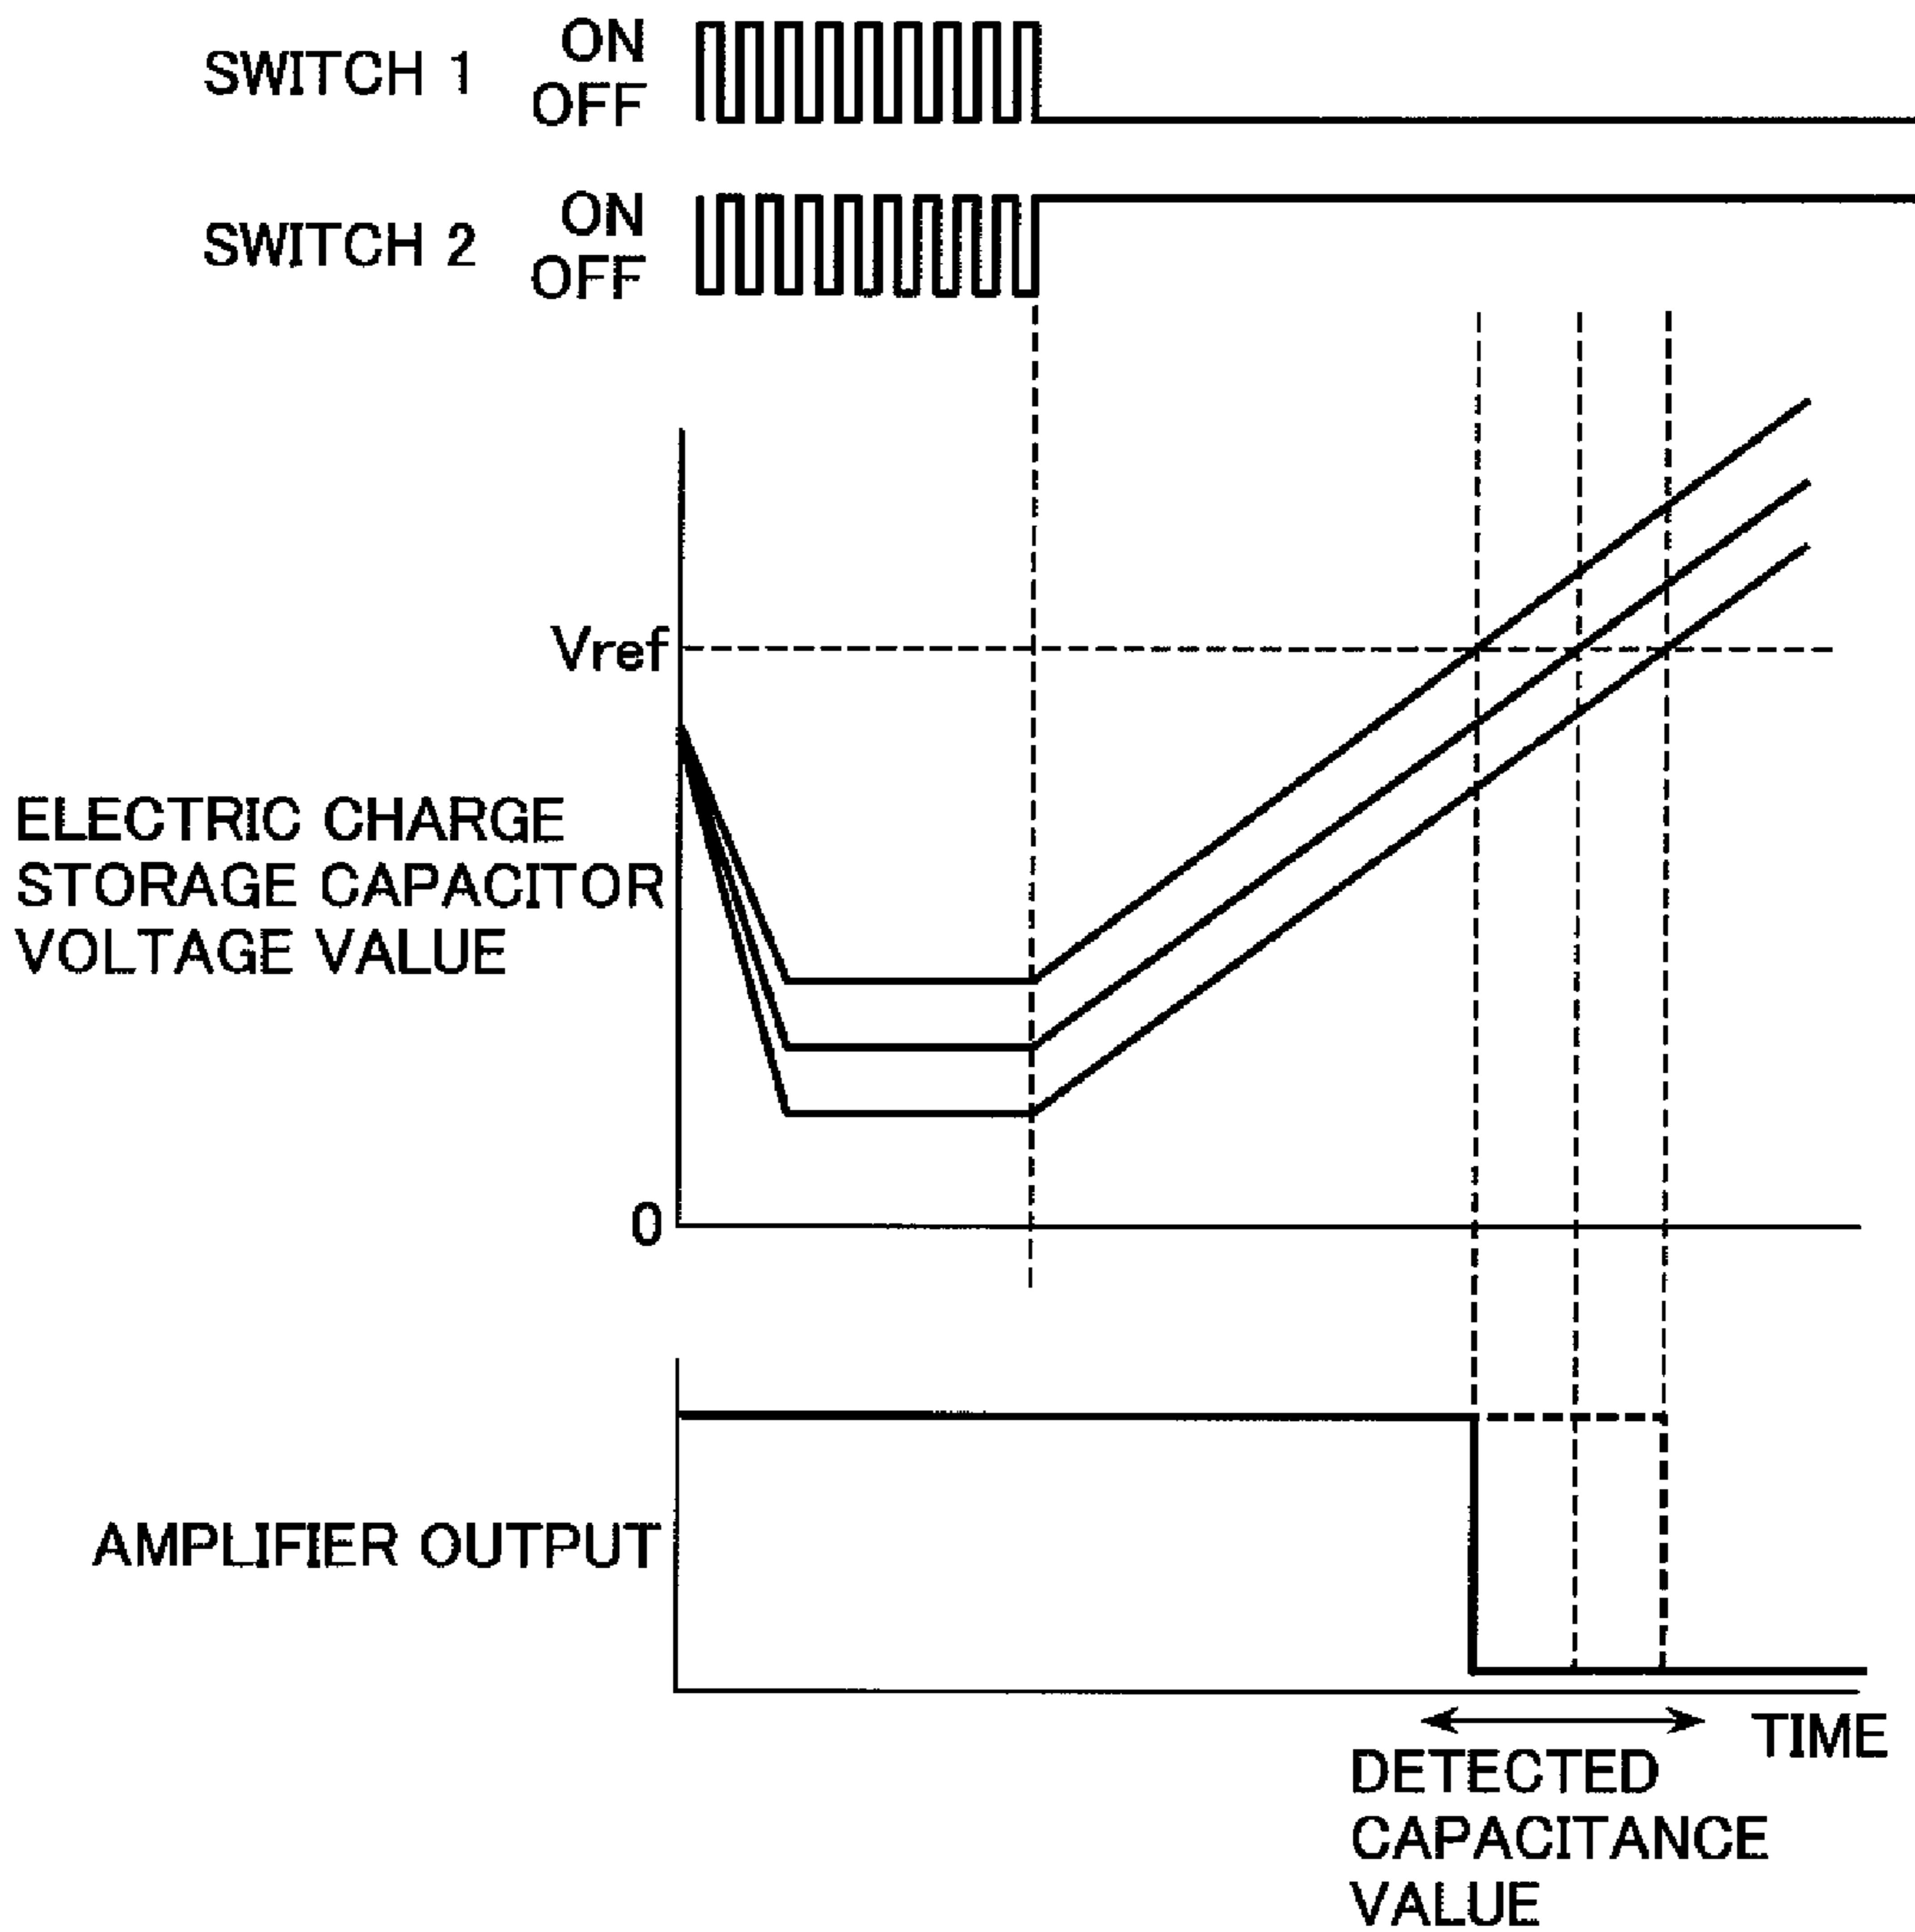 SWITCH 1
ON
OFF
SWITCH 2
ON
OFF
Vref
ELECTRIC CHARGE
STORAGE CAPACITOR
VOLTAGE VALUE
0
AMPLIFIER OUTPUT
TIME
DETECTED
CAPACITANCE
VALUE